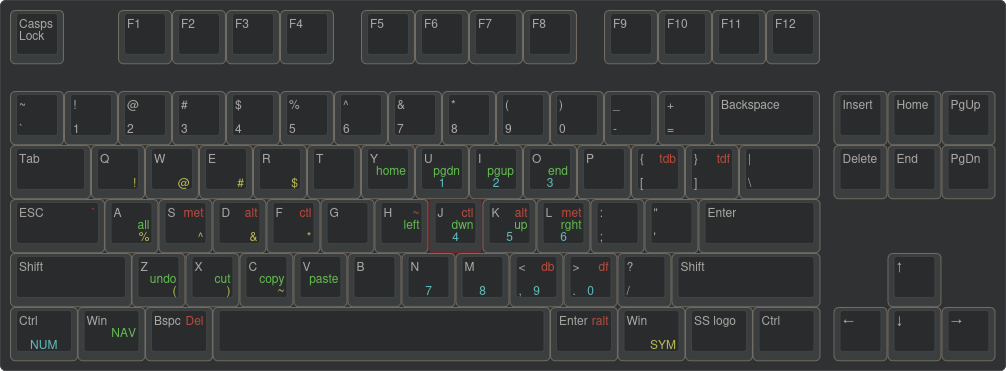 Casps Lock F1 F2 F3 F4 F5 F6 F7 F8 F9 F10 F11 F12
~ ` ! 1 @ 2 # 3 $ 4 % 5 ^ 6 & 7 * 8 ( 9 ) 0 _ - + = Backspace Insert Home PgUp
Tab Q ! W @ E # R $ T Y home U pgdn 1 I pgup 2 O end 3 P { tdb [ } tdf ] | \ Delete End PgDn
ESC ` A all % S met ^ D alt & F ctl * G H ~ left J ctl dwn 4 K alt up 5 L met rght 6 : ; " ' Enter
Shift Z undo ( X cut ) C copy ~ V paste B N 7 M 8 < db , 9 > df . 0 ? / Shift ↑
Ctrl NUM Win NAV Bspc Del Enter ralt Win SYM SS logo Ctrl ← ↓ →